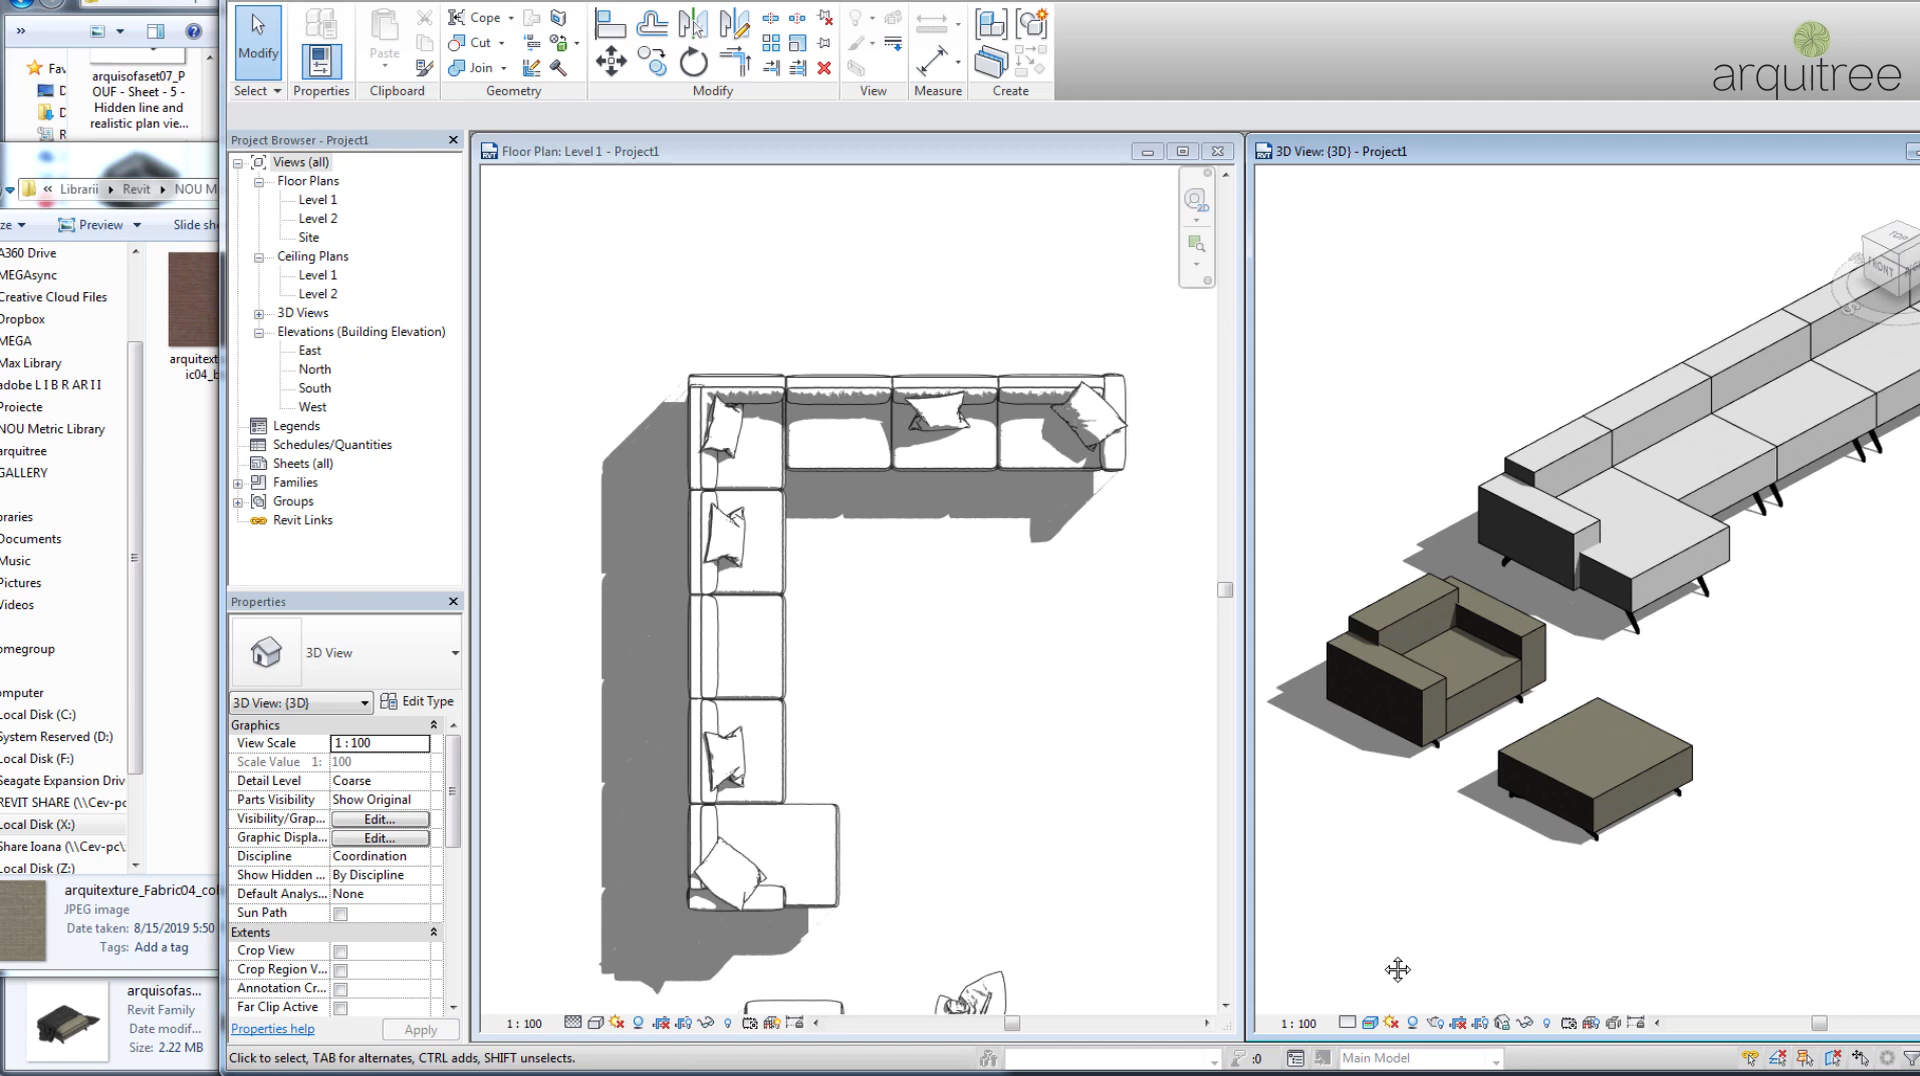 »
Fav
arquisofaset07_P
OUF - Sheet - 5 -
Hidden line and
realistic plan vie...
« Librarii ▸ Revit ▸ NOU M
ze
Preview
Slide sh
A360 Drive
MEGAsync
Creative Cloud Files
Dropbox
MEGA
Max Library
adobe L I B R AR I I
Proiecte
NOU Metric Library
arquitree
GALLERY
braries
Documents
Music
Pictures
Videos
omegroup
omputer
Local Disk (C:)
System Reserved (D:)
Local Disk (F:)
Seagate Expansion Driv
REVIT SHARE (\\Cev-pc
Local Disk (X:)
Share Ioana (\\Cev-pc\
Local Disk (Z:)
arquitext
ic04_b
arquitexture_Fabric04_col
JPEG image
Date taken: 8/15/2019 5:50
Tags: Add a tag
arquisofas...
Revit Family
Date modif...
Size: 2.22 MB
Modify
Select
Properties
Paste
Clipboard
Cope
Cut
Join
Geometry
Modify
View
Measure
Create
arquitree
Project Browser - Project1
Views (all)
Floor Plans
Level 1
Level 2
Site
Ceiling Plans
Level 1
Level 2
3D Views
Elevations (Building Elevation)
East
North
South
West
Legends
Schedules/Quantities
Sheets (all)
Families
Groups
Revit Links
Properties
3D View
3D View: {3D}
Edit Type
Graphics
View Scale 1 : 100
Scale Value 1: 100
Detail Level Coarse
Parts Visibility Show Original
Visibility/Grap... Edit...
Graphic Displa... Edit...
Discipline Coordination
Show Hidden ... By Discipline
Default Analys... None
Sun Path
Extents
Crop View
Crop Region V...
Annotation Cr...
Far Clip Active
Properties help
Apply
Floor Plan: Level 1 - Project1
2D
1 : 100
3D View: {3D} - Project1
TOP
FRONT
1 : 100
Click to select, TAB for alternates, CTRL adds, SHIFT unselects.
:0
Main Model